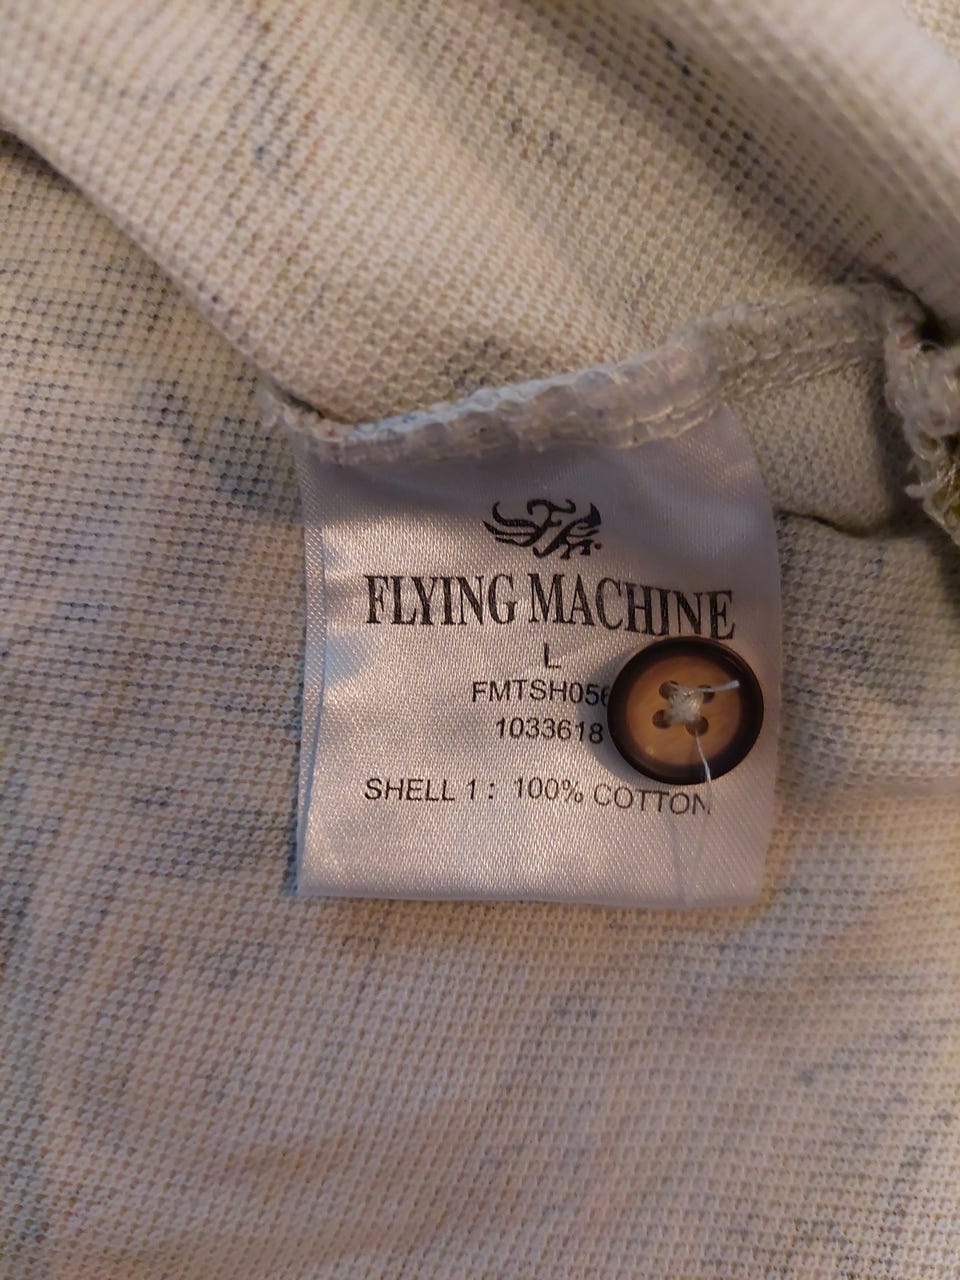 FLYING MACHINE
L
FMTSH056
1033618
SHELL 1 : 100% COTTON